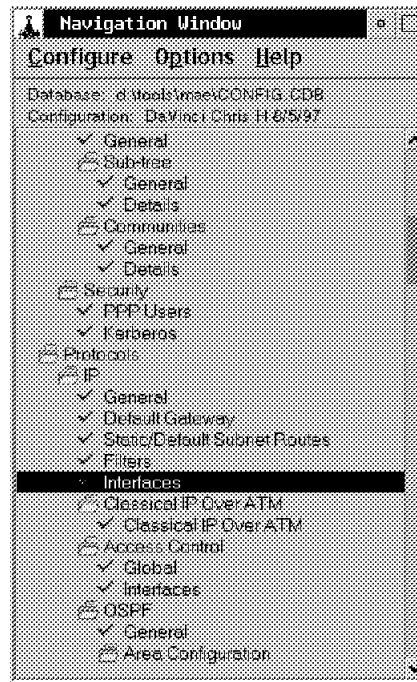 Navigation Window
Configure Options Help
Database: d:\tools\mae\CONFIG.CDB
Configuration: DaVinci Chris H 8/5/97
General
Sub-tree
General
Details
Communities
General
Details
Security
PPP Users
Kerberos
Protocols
IP
General
Default Gateway
Static/Default Subnet Routes
Filters
Interfaces
Classical IP Over ATM
Classical IP Over ATM
Access Control
Global
Interfaces
OSPF
General
Area Configuration